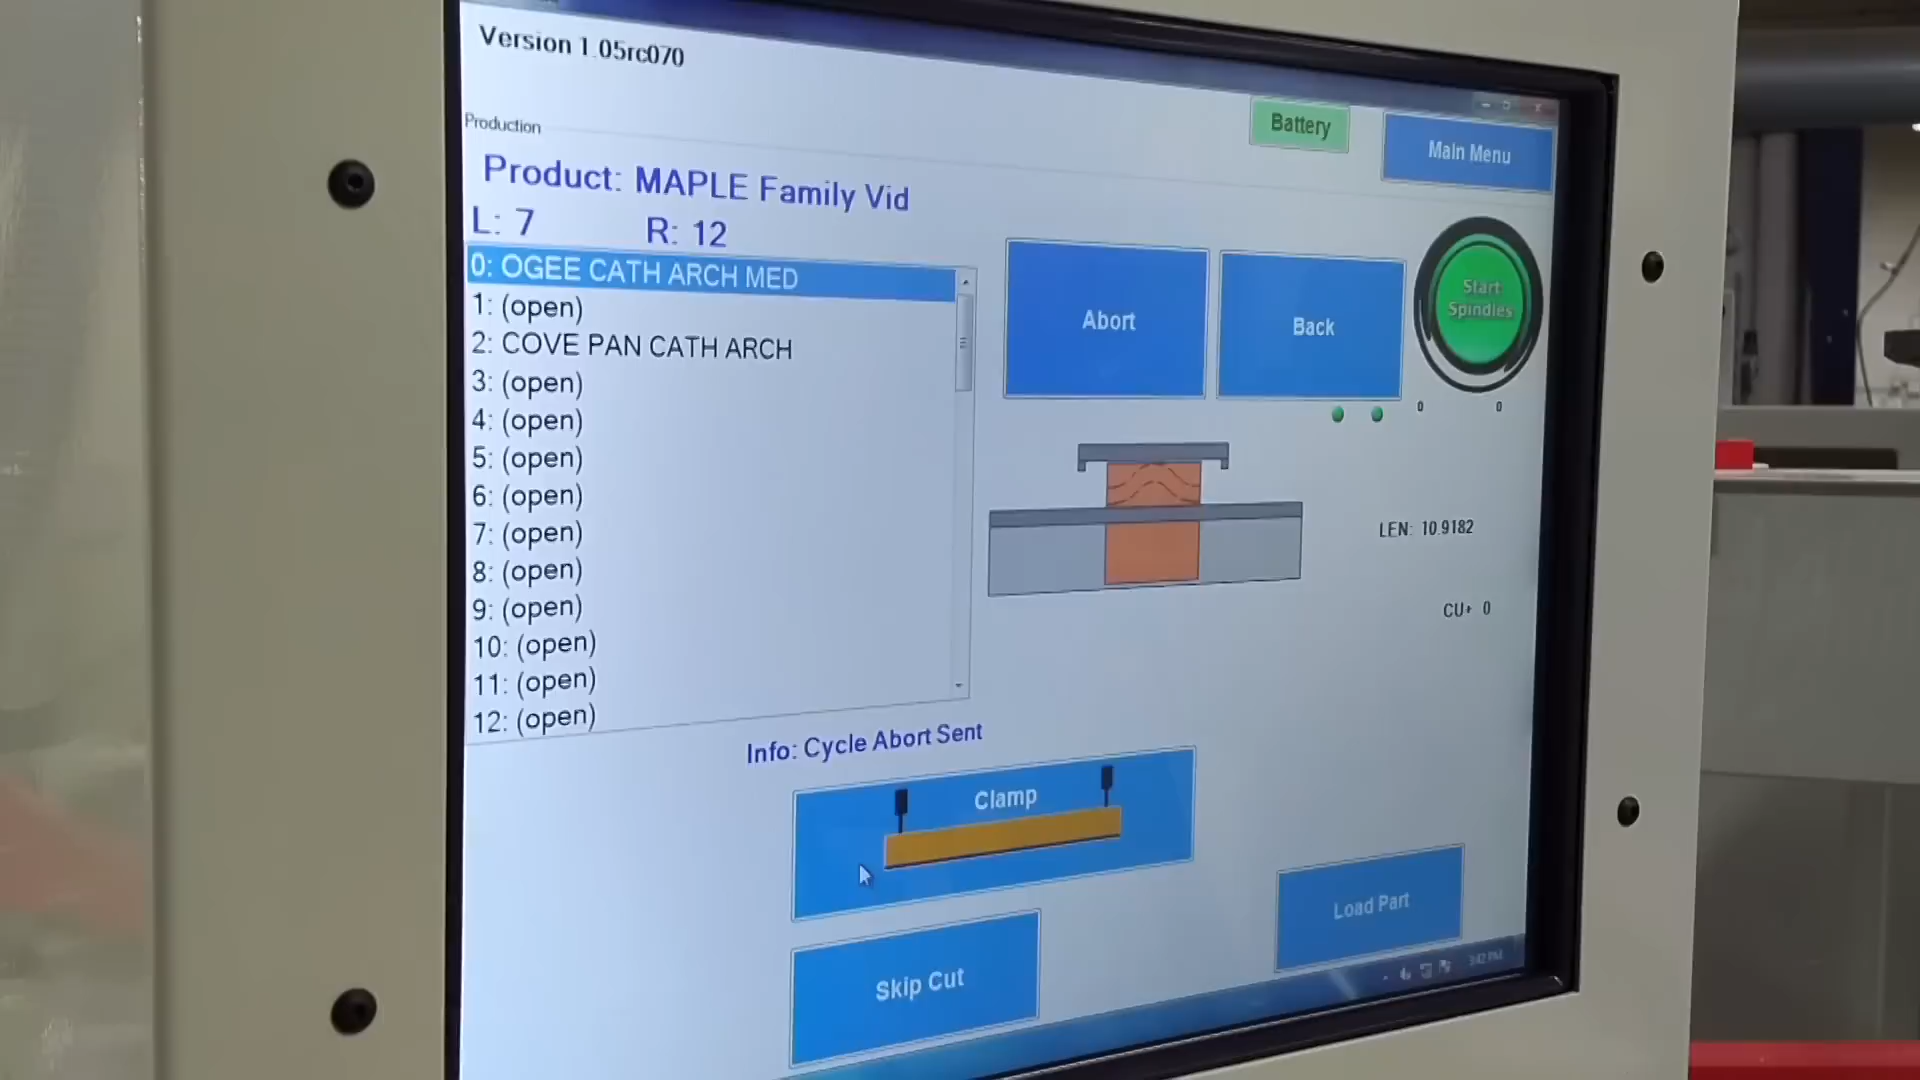 Version 1.05rc070
Production
Battery
Main Menu
Product: MAPLE Family Vid
L: 7 R: 12
0: OGEE CATH ARCH MED
1: (open)
2: COVE PAN CATH ARCH
3: (open)
4: (open)
5: (open)
6: (open)
7: (open)
8: (open)
9: (open)
10: (open)
11: (open)
12: (open)
Abort
Back
Start
Spindles
0 0
LEN: 10.9182
CU+ 0
Info: Cycle Abort Sent
Clamp
Load Part
Skip Cut
3:42 PM